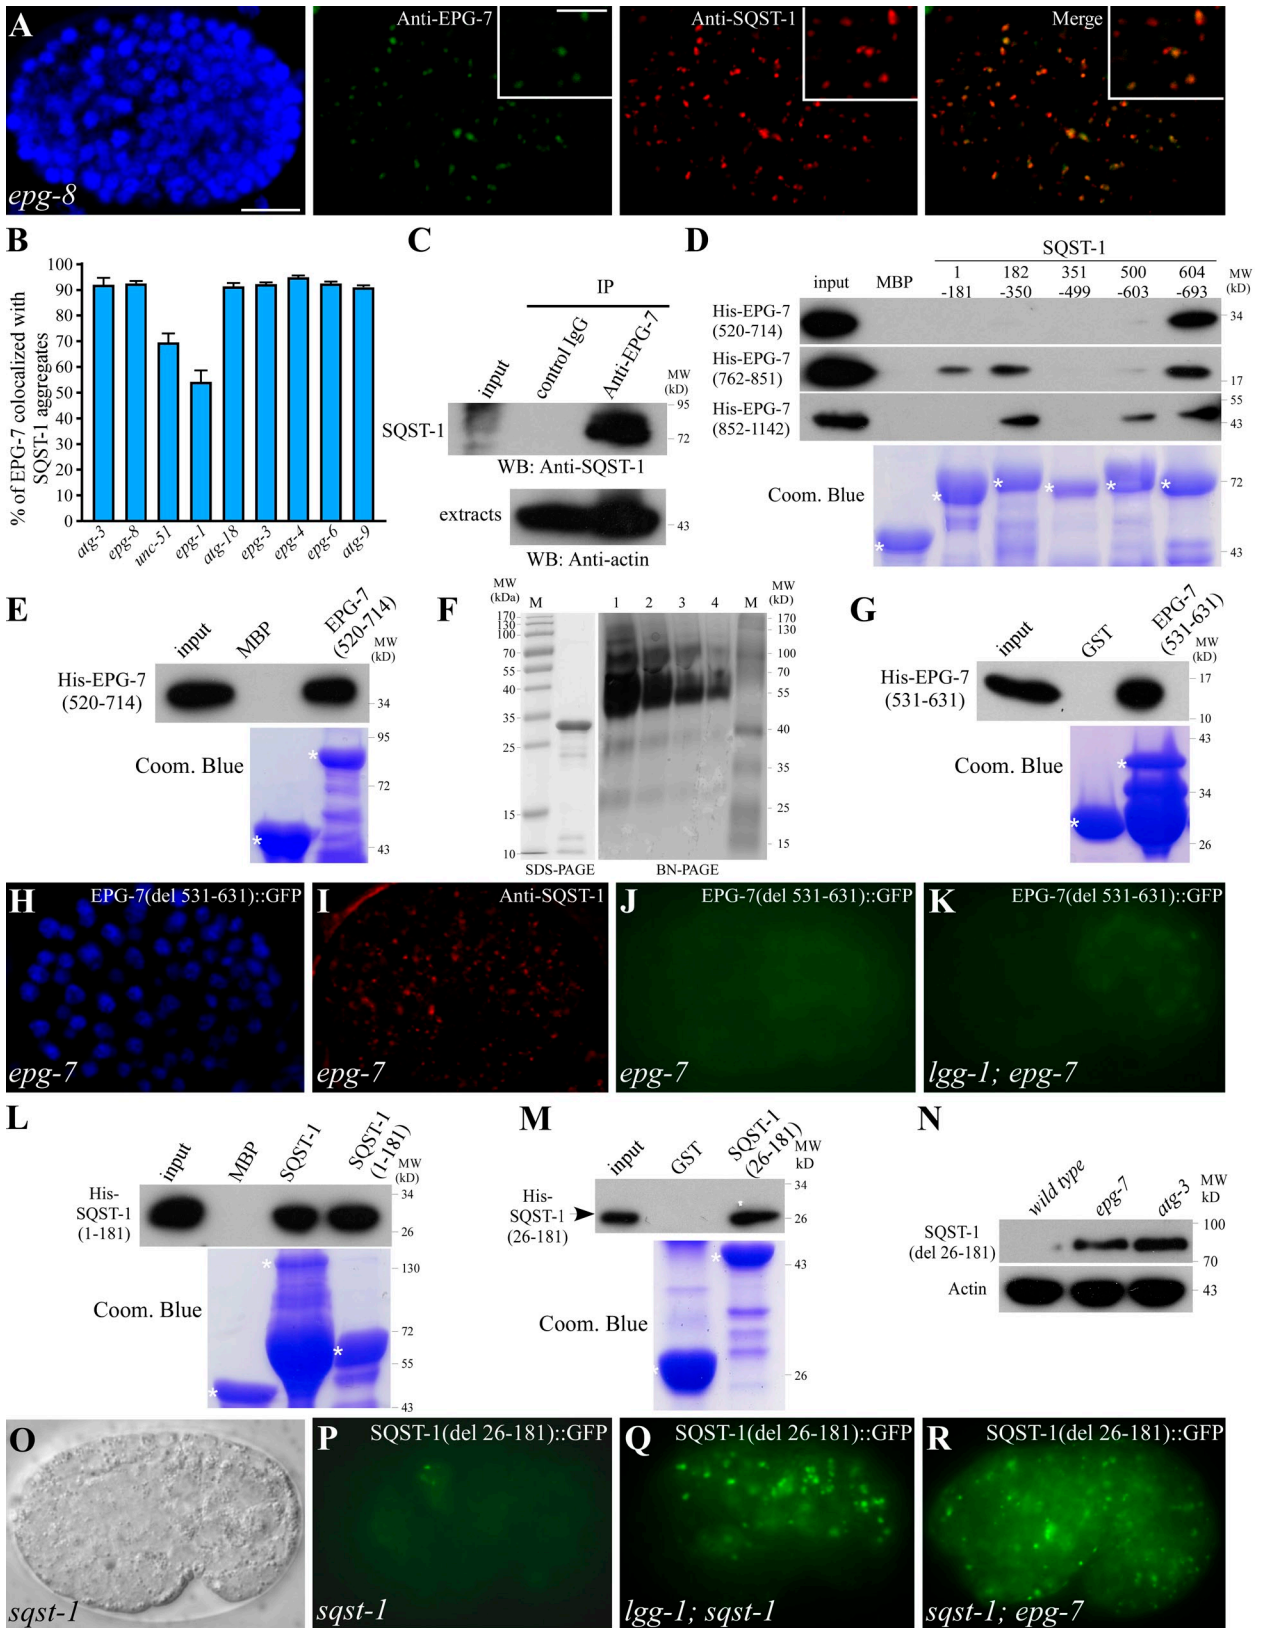 A
Anti-EPG-7
Anti-SQST-1
Merge
epg-8
B
% of EPG-7 colocalized with
SQST-1 aggregates
100
90
80
70
60
50
40
30
20
10
0
atg-3
epg-8
unc-51
epg-1
atg-18
epg-3
epg-4
epg-6
atg-9
C
IP
input
control IgG
Anti-EPG-7
MW
(kD)
95
SQST-1
72
WB: Anti-SQST-1
extracts
43
WB: Anti-actin
D
SQST-1
input MBP 1 182 351 500 604 MW
-181 -350 -499 -603 -693 (kD)
His-EPG-7
(520-714)
34
His-EPG-7
(762-851)
17
His-EPG-7
(852-1142)
55
43
Coom. Blue
72
43
* * * * * *
E
input
MBP
EPG-7
(520-714)
MW
(kD)
His-EPG-7
(520-714)
34
95
Coom. Blue
72
43
* *
F
MW
(kDa) M
170
130
100
70
55
40
35
25
15
10
1 2 3 4 M
MW
(kD)
170
130
100
70
55
40
35
25
15
SDS-PAGE BN-PAGE
G
input
GST
EPG-7
(531-631)
MW
(kD)
His-EPG-7
(531-631)
17
10
43
Coom. Blue
34
26
* *
H
EPG-7(del 531-631)::GFP
epg-7
I
Anti-SQST-1
epg-7
J
EPG-7(del 531-631)::GFP
epg-7
K
EPG-7(del 531-631)::GFP
lgg-1; epg-7
L
input
MBP
SQST-1
SQST-1
(1-181)
MW
(kD)
His-
SQST-1
(1-181)
34
26
130
Coom. Blue
72
55
43
* * *
M
input
GST
SQST-1
(26-181)
MW
kD
His-
SQST-1
(26-181)
34
26
43
Coom. Blue
26
* *
N
wild type
epg-7
atg-3
MW
kD
SQST-1
(del 26-181)
100
70
Actin
43
O
sqst-1
P
SQST-1(del 26-181)::GFP
sqst-1
Q
SQST-1(del 26-181)::GFP
lgg-1; sqst-1
R
SQST-1(del 26-181)::GFP
sqst-1; epg-7